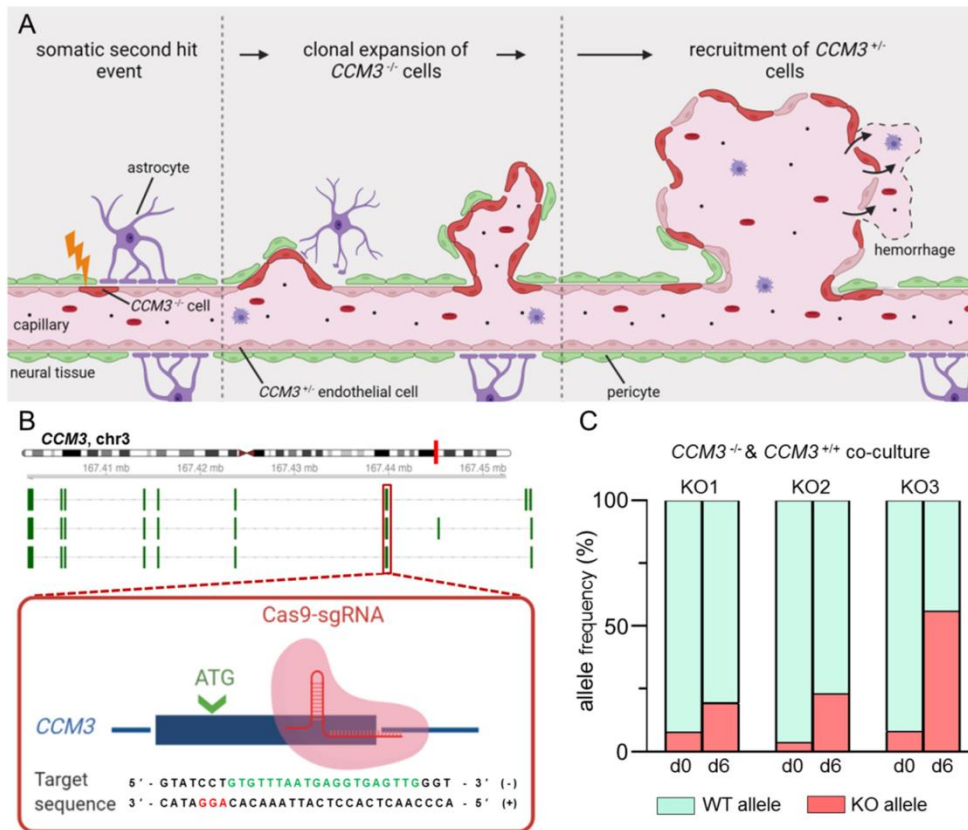 A
somatic second hit
event
clonal expansion of
CCM3 -/- cells
recruitment of CCM3 +/-
cells
astrocyte
hemorrhage
CCM3 -/- cell
capillary
neural tissue
CCM3 +/- endothelial cell
pericyte
B
CCM3, chr3
167.41 mb 167.42 mb 167.43 mb 167.44 mb 167.45 mb
Cas9-sgRNA
ATG
CCM3
Target
sequence
5' - GTATCCTGTGTTTAATGAGGTGAGTTGGGT - 3' (-)
3' - CATAGGACACAAATTACTCCACTCAACCCA - 5' (+)
C
CCM3 -/- & CCM3 +/+ co-culture
KO1 KO2 KO3
allele frequency (%)
100
50
0
d0 d6 d0 d6 d0 d6
WT allele KO allele